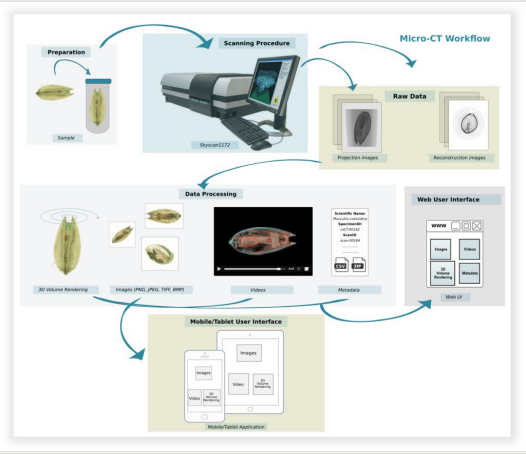 Micro-CT Workflow
Preparation
Sample
Scanning Procedure
Skyscan1172
Raw Data
Projection images
Reconstruction images
Data Processing
3D Volume Rendering
Images (PNG, JPEG, TIFF, BMP)
Videos
Scientific Name:
SpecimenID:
ScanID
CSV
ZIP
Metadata
Web User Interface
WWW
Images
Videos
3D
Volume
Rendering
Metadata
Web UI
Mobile/Tablet User Interface
Images
Video
3D
Volume
Rendering
Images
Video
3D
Volume
Rendering
Mobile/Tablet Application